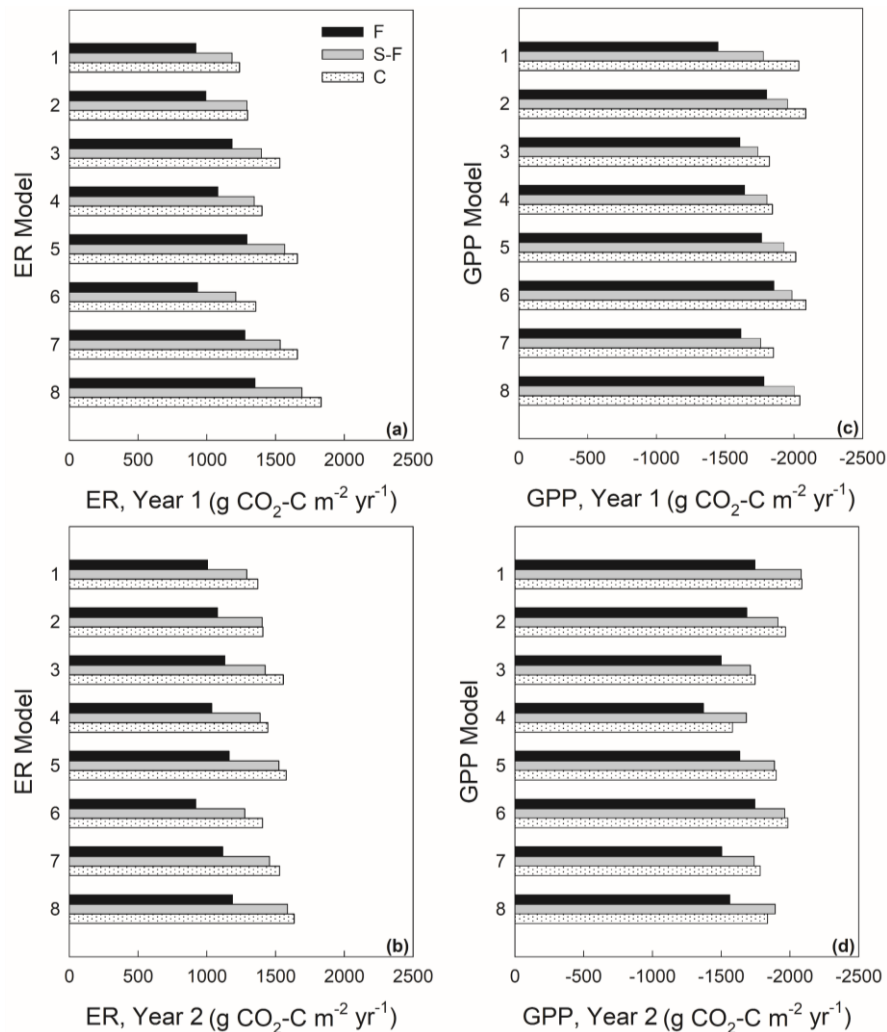 F
S-F
C
1
2
3
4
5
6
7
8
ER Model
(a)
0 500 1000 1500 2000 2500
ER, Year 1 (g CO₂-C m⁻² yr⁻¹)
1
2
3
4
5
6
7
8
GPP Model
(c)
0 -500 -1000 -1500 -2000 -2500
GPP, Year 1 (g CO₂-C m⁻² yr⁻¹)
1
2
3
4
5
6
7
8
ER Model
(b)
0 500 1000 1500 2000 2500
ER, Year 2 (g CO₂-C m⁻² yr⁻¹)
1
2
3
4
5
6
7
8
GPP Model
(d)
0 -500 -1000 -1500 -2000 -2500
GPP, Year 2 (g CO₂-C m⁻² yr⁻¹)